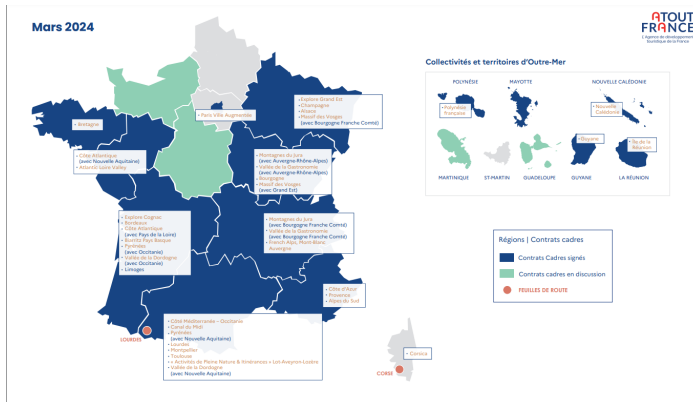 Mars 2024
ATOUT
FRANCE
L'Agence de développement
touristique de la France
Collectivités et territoires d'Outre-Mer
POLYNÉSIE
MAYOTTE
NOUVELLE CALÉDONIE
• Polynésie
française
• Nouvelle
Calédonie
• Guyane
• Île de la
Réunion
MARTINIQUE
ST-MARTIN
GUADELOUPE
GUYANE
LA RÉUNION
• Explore Grand Est
• Champagne
• Alsace
• Massif des Vosges
(avec Bourgogne Franche Comté)
• Paris Ville Augmentée
• Bretagne
• Côte Atlantique
(avec Nouvelle Aquitaine)
• Atlantic Loire Valley
• Montagnes du Jura
(avec Auvergne-Rhône-Alpes)
• Vallée de la Gastronomie
(avec Auvergne-Rhône-Alpes)
• Bourgogne
• Massif des Vosges
(avec Grand Est)
• Explore Cognac
• Bordeaux
• Côte Atlantique
(avec Pays de la Loire)
• Biarritz Pays Basque
• Pyrénées
(avec Occitanie)
• Vallée de la Dordogne
(avec Occitanie)
• Limoges
• Montagnes du Jura
(avec Bourgogne Franche Comté)
• Vallée de la Gastronomie
(avec Bourgogne Franche Comté)
• French Alps, Mont-Blanc
Auvergne
Régions | Contrats cadres
Contrats Cadres signés
Contrats cadres en discussion
FEUILLES DE ROUTE
• Côte d'Azur
• Provence
• Alpes du Sud
LOURDES
• Côté Méditerranée - Occitanie
• Canal du Midi
• Pyrénées
(avec Nouvelle Aquitaine)
• Lourdes
• Montpellier
• Toulouse
• « Activités de Pleine Nature & Itinérances » Lot-Aveyron-Lozère
• Vallée de la Dordogne
(avec Nouvelle Aquitaine)
• Corsica
CORSE